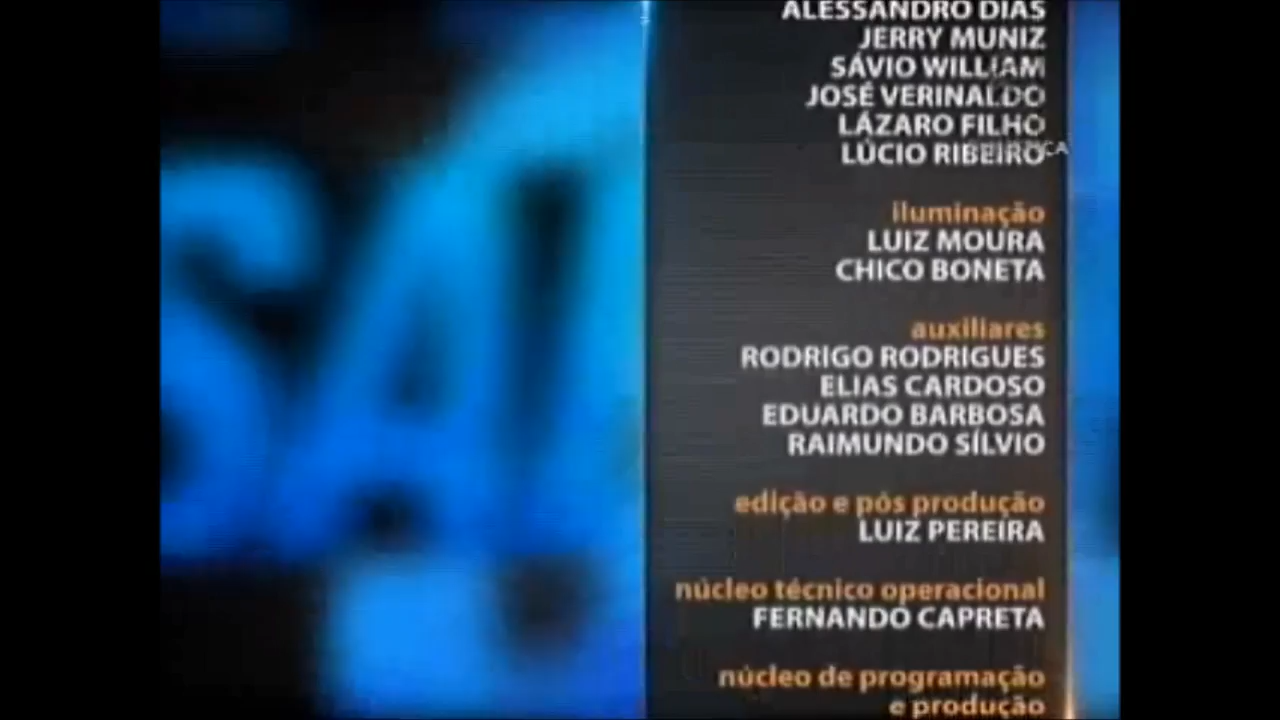 ALESSANDRO DIAS
JERRY MUNIZ
SÁVIO WILLIAM
JOSÉ VERINALDO
LÁZARO FILHO
LÚCIO RIBEIRO
iluminação
LUIZ MOURA
CHICO BONETA
auxiliares
RODRIGO RODRIGUES
ELIAS CARDOSO
EDUARDO BARBOSA
RAIMUNDO SÍLVIO
edição e pós produção
LUIZ PEREIRA
núcleo técnico operacional
FERNANDO CAPRETA
núcleo de programação
e produção